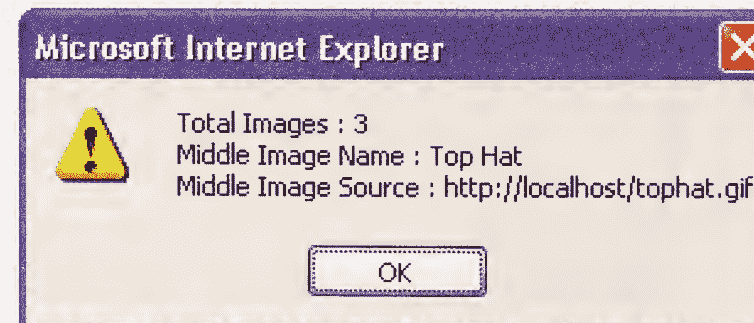 Microsoft Internet Explorer
Total Images : 3
Middle Image Name : Top Hat
Middle Image Source : http://localhost/tophat.gif
OK